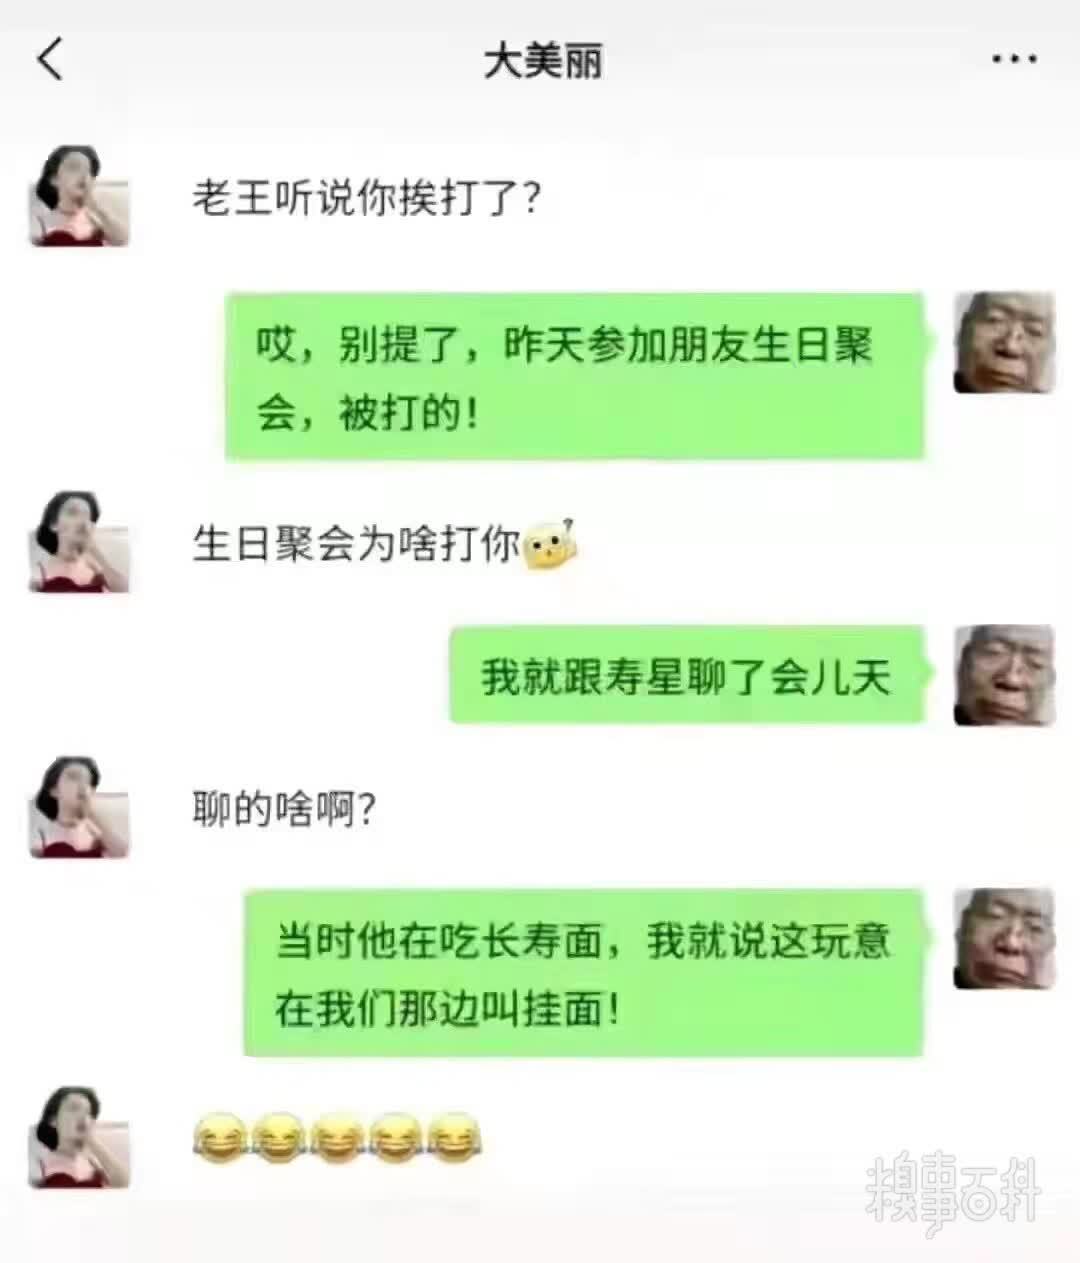 大美丽
老王听说你挨打了?
哎，别提了，昨天参加朋友生日聚
会，被打的!
生日聚会为啥打你
我就跟寿星聊了会儿天
聊的啥啊?
当时他在吃长寿面，我就说这玩意
在我们那边叫挂面!
糗事百科